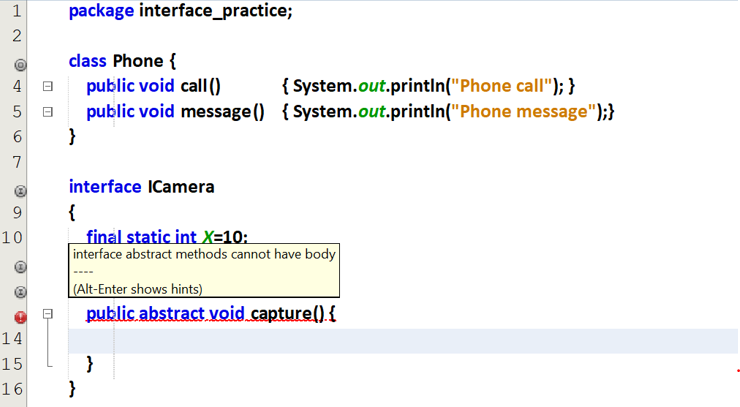 1 package interface_practice;
2
class Phone {
4 public void call() { System.out.println("Phone call"); }
5 public void message() { System.out.println("Phone message");}
6 }
7
interface ICamera
9 {
10 final static int X=10;
interface abstract methods cannot have body
----
(Alt-Enter shows hints)
public abstract void capture() {
14
15 }
16 }